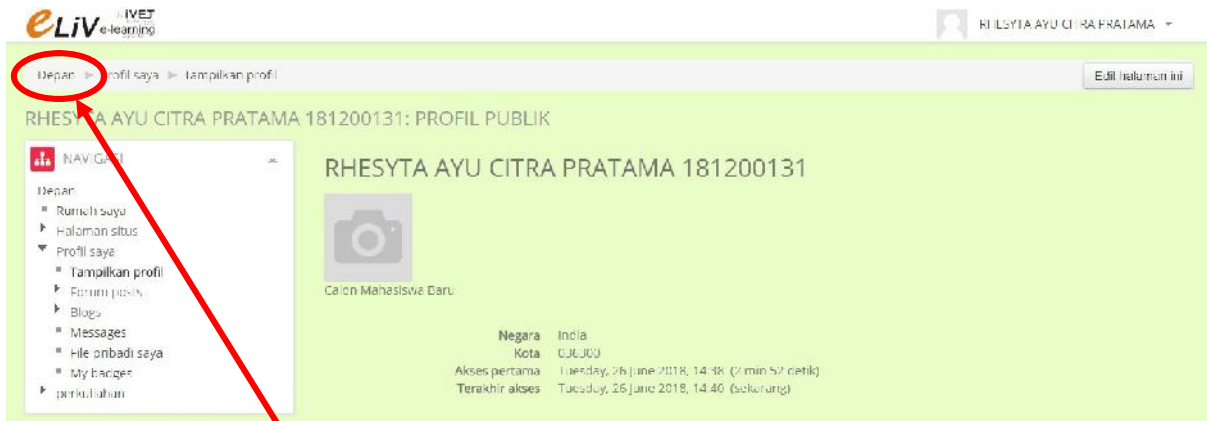 eLiv IVET
e-learning
RHESYTA AYU CITRA PRATAMA
Depan Profil saya Tampilkan profil
Edit halaman ini
RHESYTA AYU CITRA PRATAMA 181200131: PROFIL PUBLIK
NAVIGASI
Depan
Rumah saya
Halaman situs
Profil saya
Tampilkan profil
Forum posts
Blogs
Messages
File pribadi saya
My badges
perkuliahan
RHESYTA AYU CITRA PRATAMA 181200131
Calon Mahasiswa Baru
Negara India
Kota
Akses pertama Tuesday, 26 June 2018, 14:38 (2 min 52 detik)
Terakhir akses Tuesday, 26 June 2018, 14:40 (sekarang)